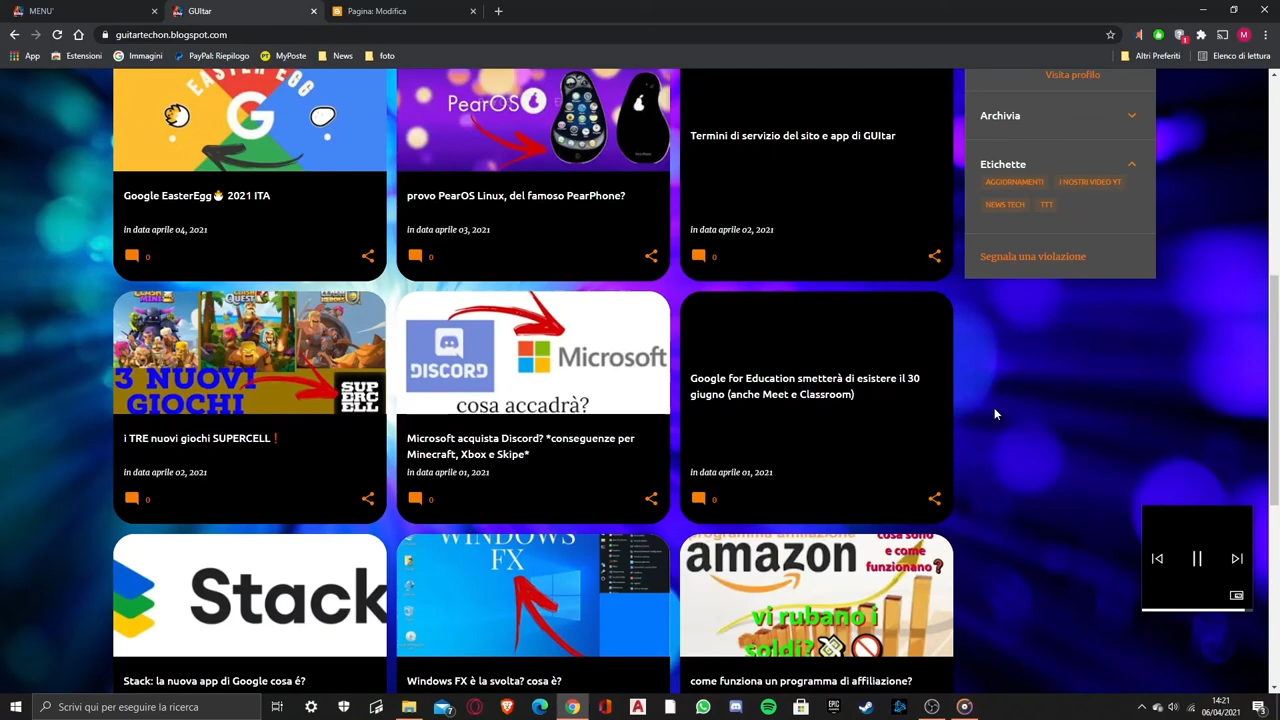 MENU'
GUItar
Pagina: Modifica
guitartechon.blogspot.com
M
App
Estensioni
Immagini
PayPal: Riepilogo
MyPoste
News
foto
Altri Preferiti
Elenco di lettura
EASTER EGG
G
PearOS
Google EasterEgg🐣 2021 ITA
in data aprile 04, 2021
0
provo PearOS Linux, del famoso PearPhone?
in data aprile 03, 2021
0
Termini di servizio del sito e app di GUItar
in data aprile 02, 2021
0
Visita profilo
Archivia
Etichette
AGGIORNAMENTI
I NOSTRI VIDEO YT
NEWS TECH
TTT
Segnala una violazione
3 NUOVI
GIOCHI
SUP
ERC
ELL
i TRE nuovi giochi SUPERCELL❗
in data aprile 02, 2021
0
DISCORD
Microsoft
cosa accadrà?
Microsoft acquista Discord? *conseguenze per
Minecraft, Xbox e Skipe*
in data aprile 01, 2021
0
Google for Education smetterà di esistere il 30
giugno (anche Meet e Classroom)
in data aprile 01, 2021
0
Stack
Stack: la nuova app di Google cosa é?
WINDOWS
FX
Windows FX è la svolta? cosa è?
programma affiliazione?
cosa sono
e come
funzionano?
amazon
vi rubano i
soldi?
come funziona un programma di affiliazione?
Scrivi qui per eseguire la ricerca
14:21
06/04/2021